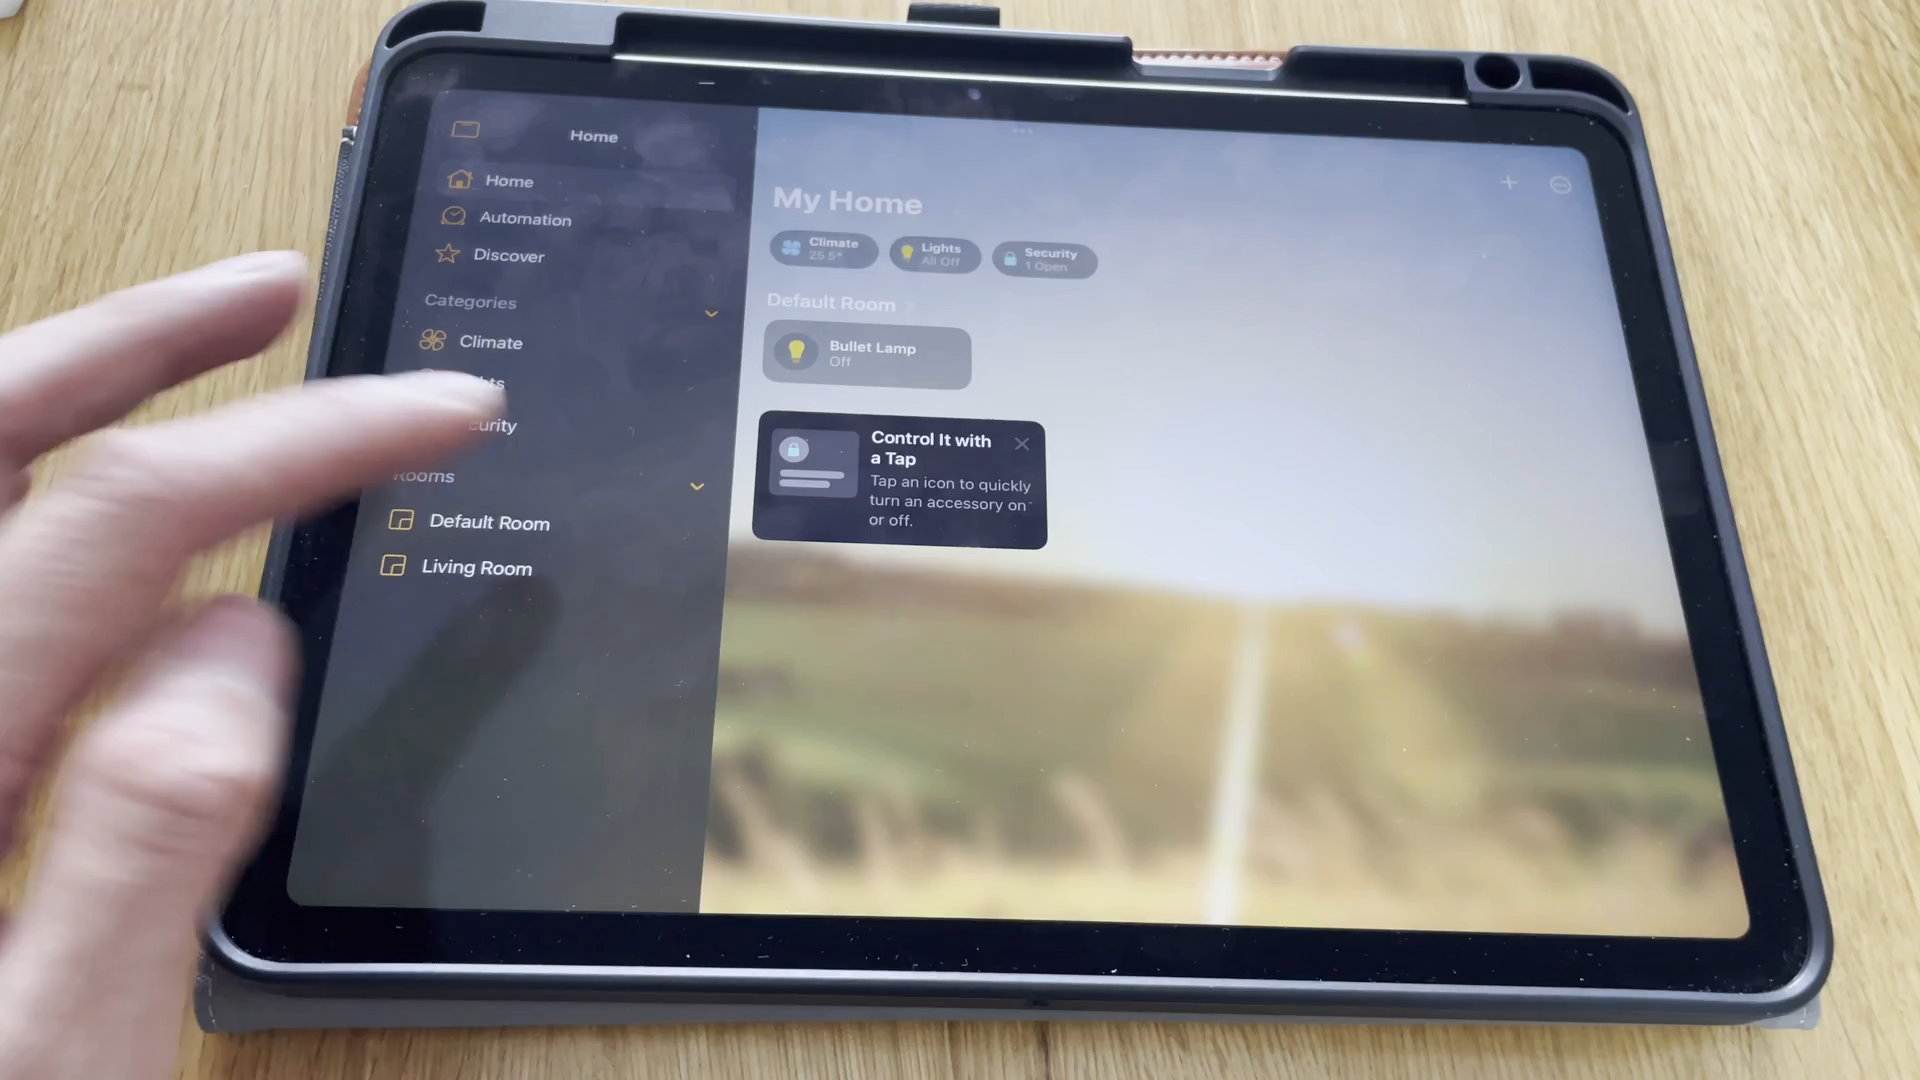 Home
Home
Automation
Discover
Categories
Climate
Rooms
Default Room
Living Room
My Home
Climate
25.5°
Lights
All Off
Security
1 Open
Default Room
Bullet Lamp
Off
Control It with
a Tap
Tap an icon to quickly
turn an accessory on
or off.